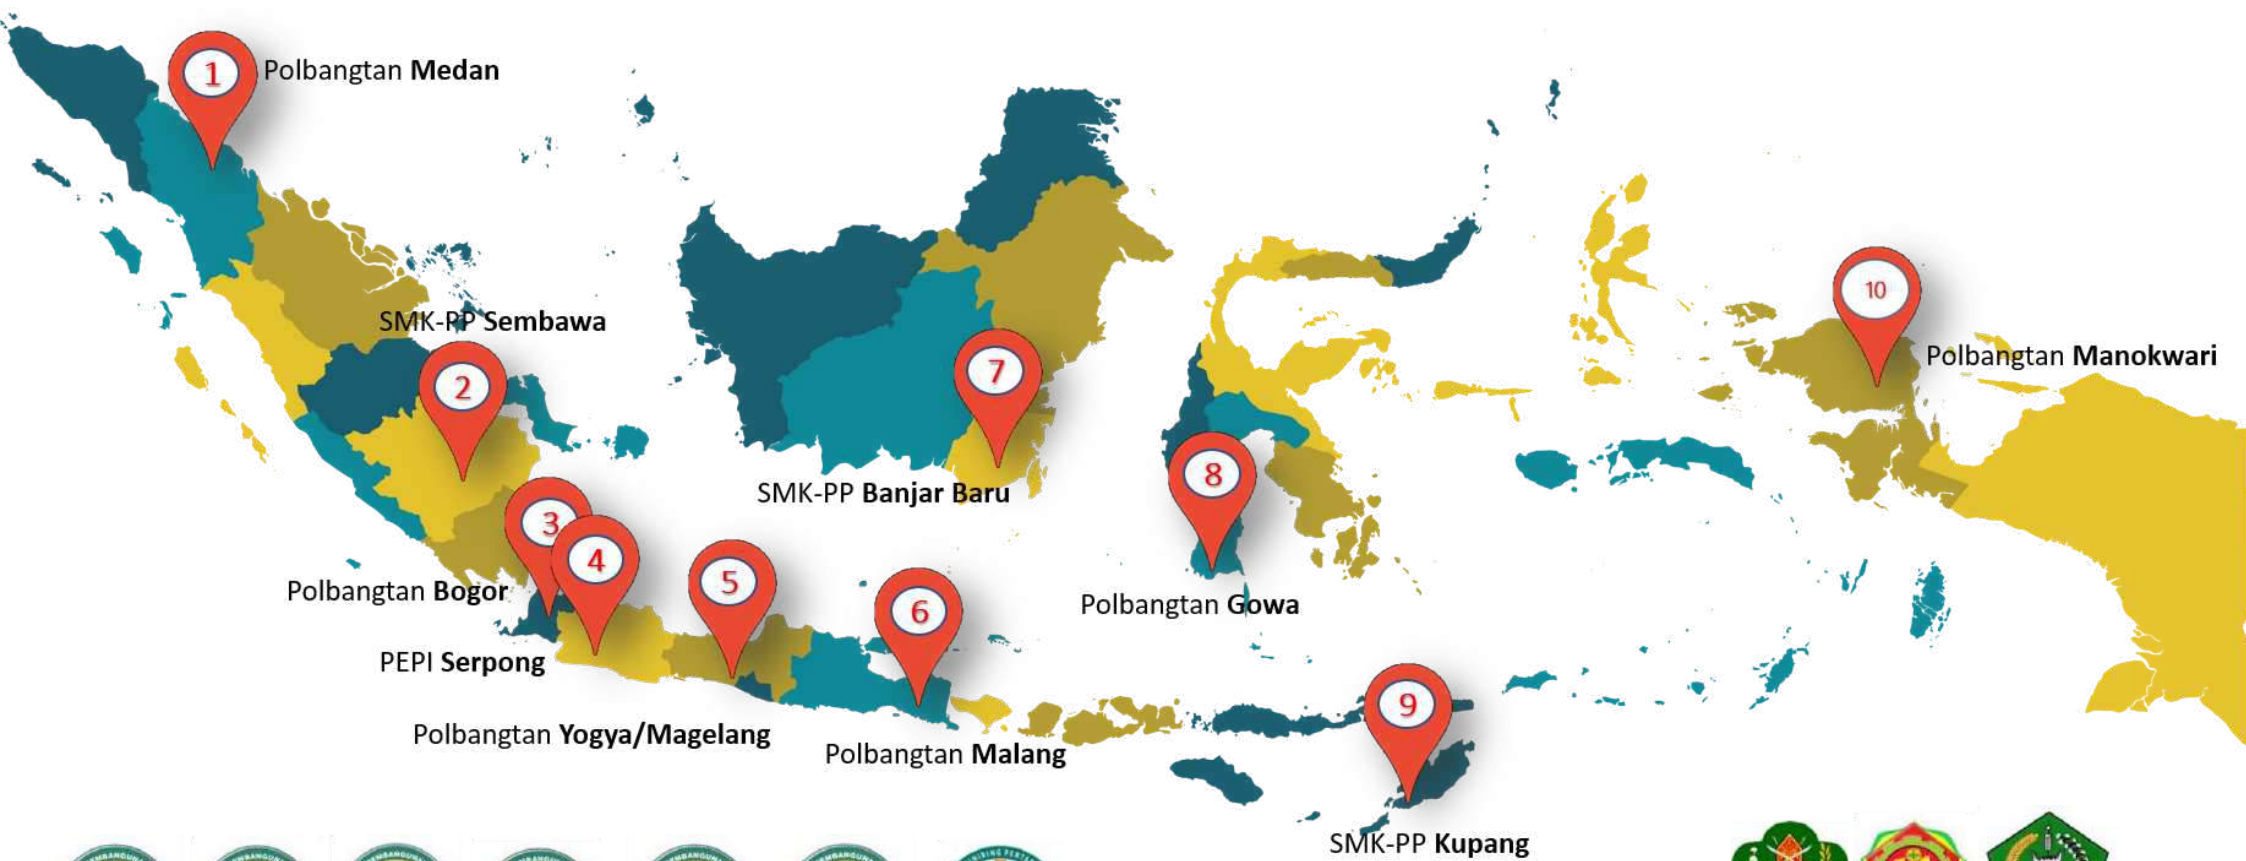 1
Polbangtan Medan
SMK-PP Sembawa
2
3
4
Polbangtan Bogor
PEPI Serpong
5
Polbangtan Yogya/Magelang
6
Polbangtan Malang
7
SMK-PP Banjar Baru
8
Polbangtan Gowa
9
SMK-PP Kupang
10
Polbangtan Manokwari